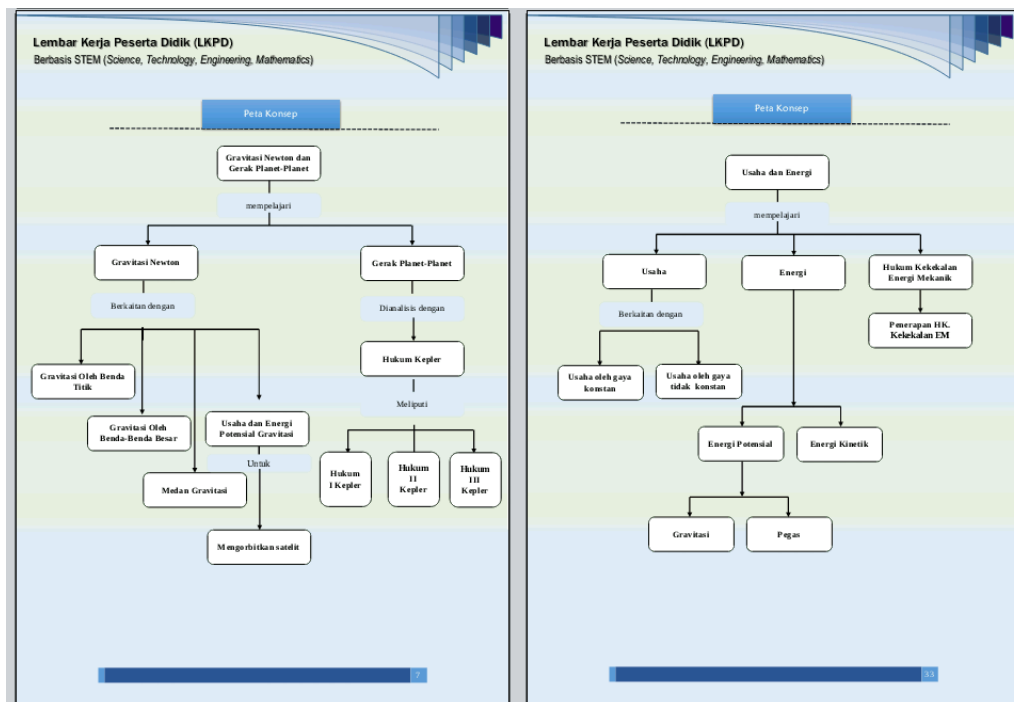 Lembar Kerja Peserta Didik (LKPD)
Berbasis STEM (Science, Technology, Engineering, Mathematics)
Peta Konsep
Gravitasi Newton dan
Gerak Planet-Planet
mempelajari
Gravitasi Newton
Gerak Planet-Planet
Berkaitan dengan
Dianalisis dengan
Hukum Kepler
Gravitasi Oleh Benda
Titik
Meliputi
Gravitasi Oleh
Benda-Benda Besar
Usaha dan Energi
Potensial Gravitasi
Untuk
Hukum
I Kepler
Hukum
II
Kepler
Hukum
III
Kepler
Medan Gravitasi
Mengorbitkan satelit
7
Lembar Kerja Peserta Didik (LKPD)
Berbasis STEM (Science, Technology, Engineering, Mathematics)
Peta Konsep
Usaha dan Energi
mempelajari
Usaha
Energi
Hukum Kekekalan
Energi Mekanik
Berkaitan dengan
Penerapan HK.
Kekekalan EM
Usaha oleh gaya
konstan
Usaha oleh gaya
tidak konstan
Energi Potensial
Energi Kinetik
Gravitasi
Pegas
33